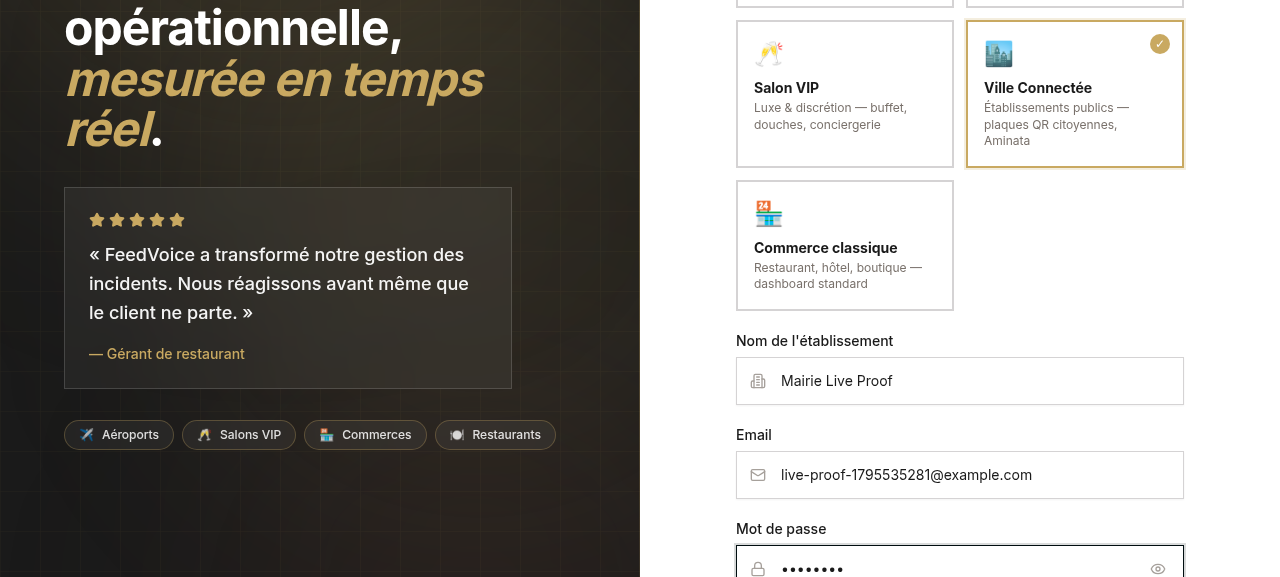 opérationnelle,
mesurée en temps
réel.
« FeedVoice a transformé notre gestion des
incidents. Nous réagissons avant même que
le client ne parte. »
— Gérant de restaurant
Aéroports
Salons VIP
Commerces
Restaurants
Salon VIP
Luxe & discrétion — buffet,
douches, conciergerie
Ville Connectée
Établissements publics —
plaques QR citoyennes,
Aminata
24
Commerce classique
Restaurant, hôtel, boutique —
dashboard standard
Nom de l'établissement
Mairie Live Proof
Email
live-proof-1795535281@example.com
Mot de passe
••••••••